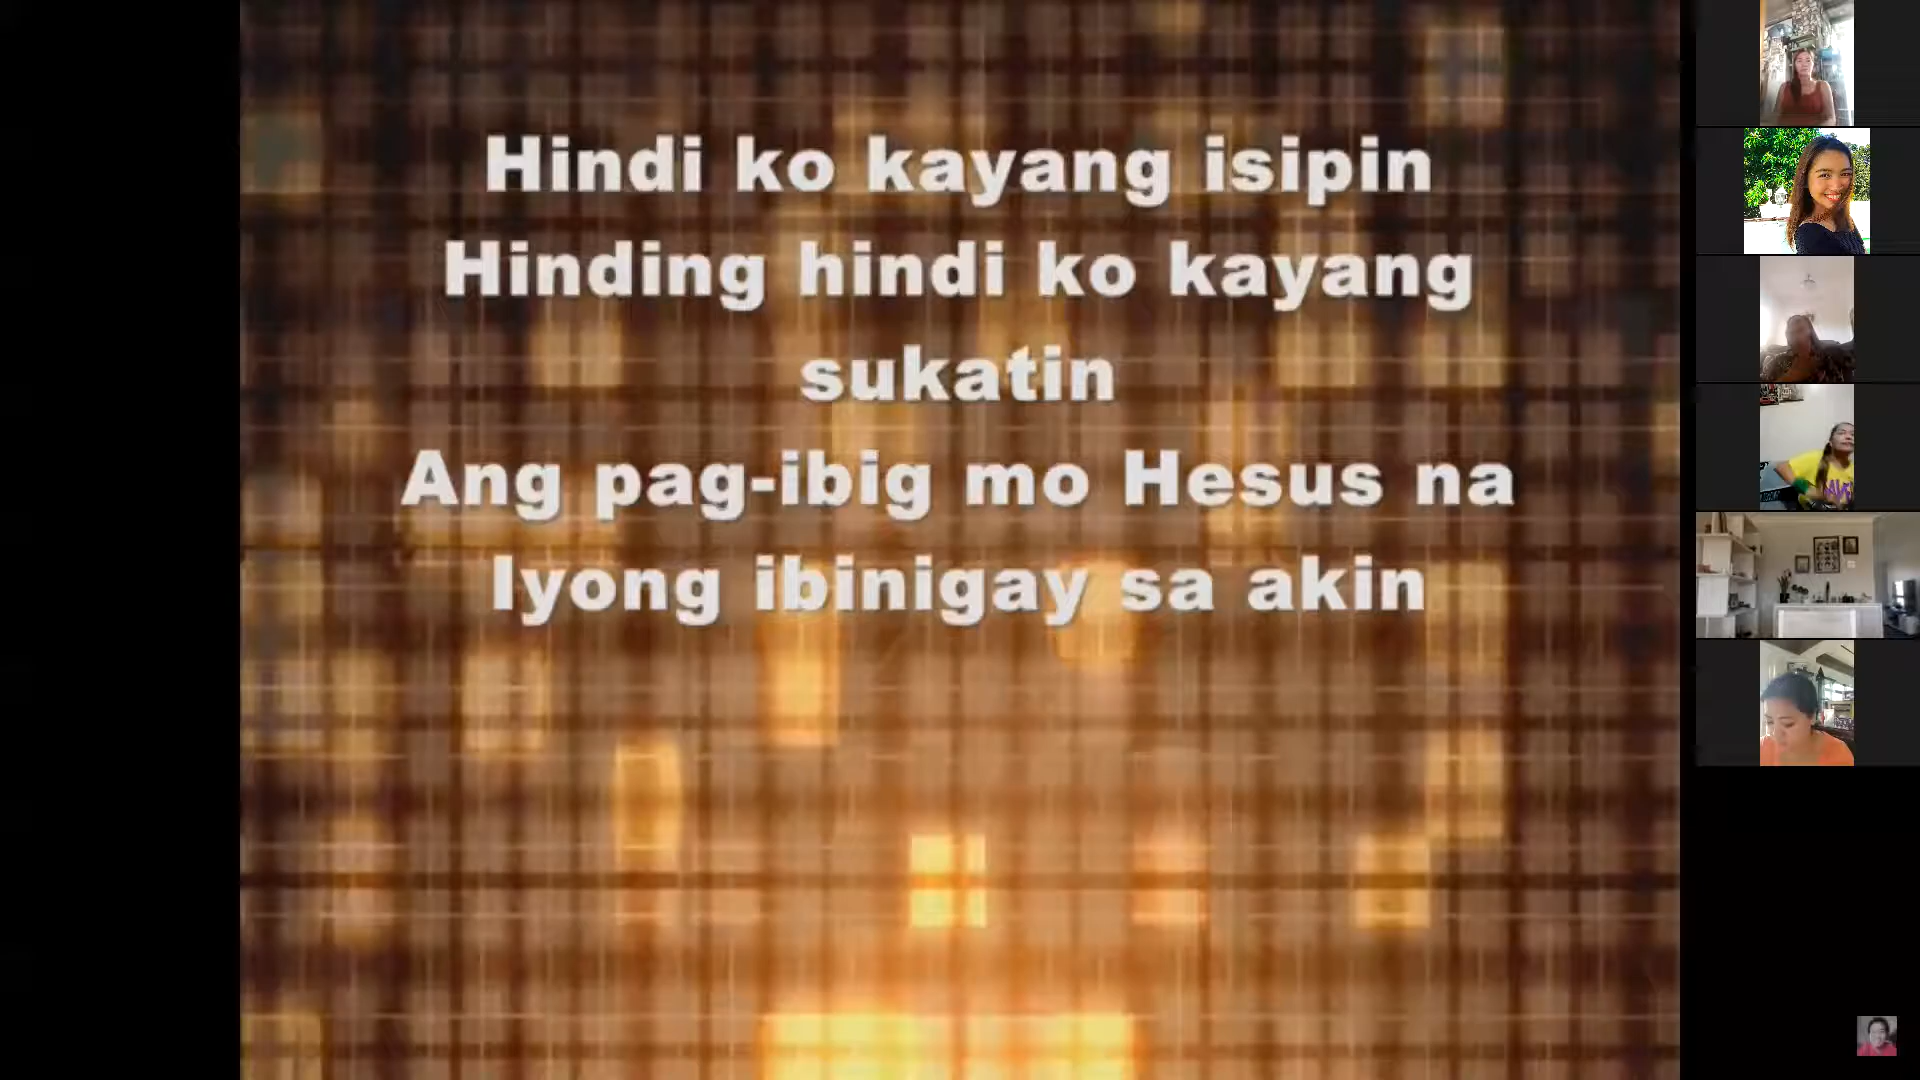 Hindi ko kayang isipin
Hinding hindi ko kayang
sukatin
Ang pag-ibig mo Hesus na
Iyong ibinigay sa akin